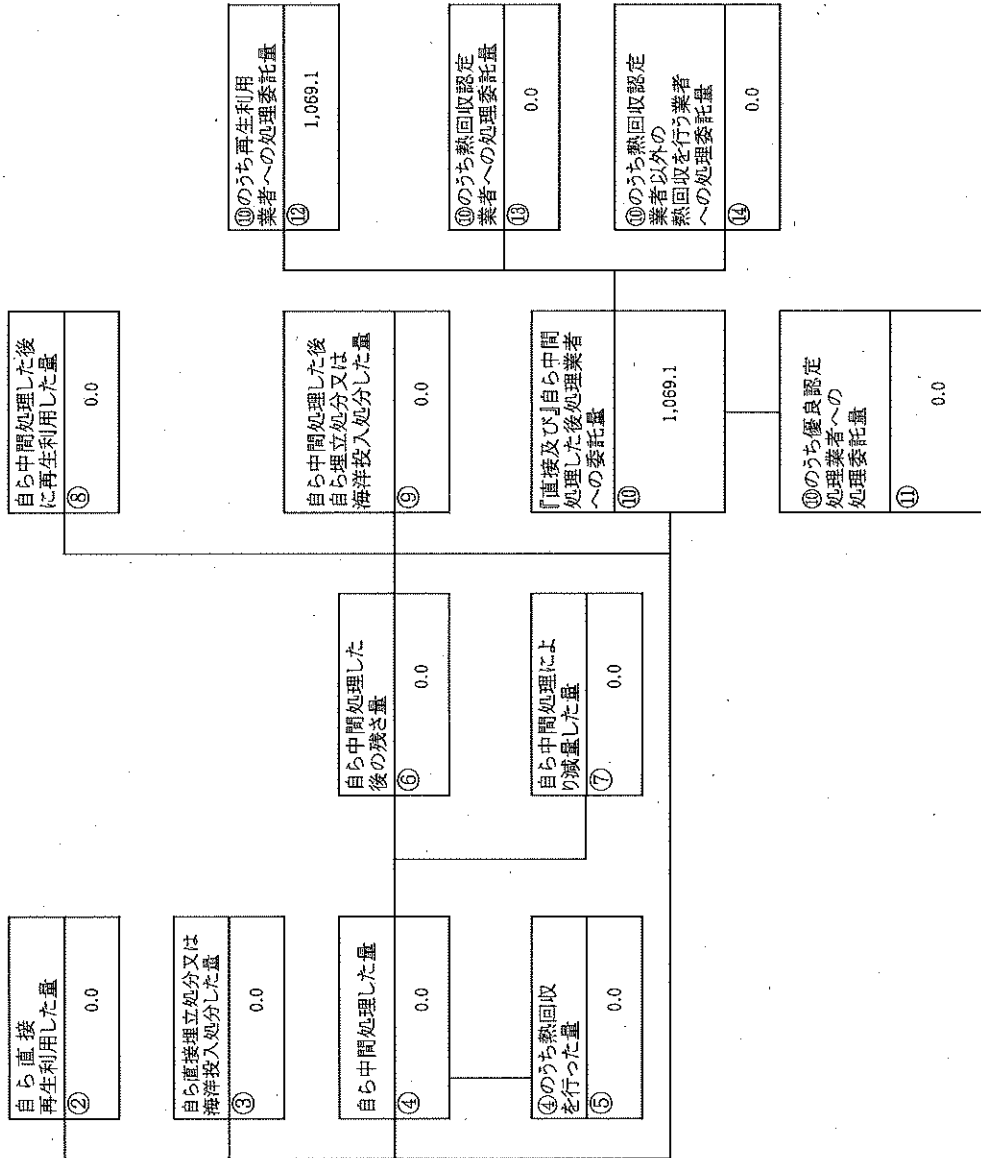 自ら直接
再生利用した量
②
0.0
自ら直接埋立処分又は
海洋投入処分した量
③
0.0
自ら中間処理した量
④
0.0
④のうち熱回収
を行った量
⑤
0.0
自ら中間処理した
後の残さ量
⑥
0.0
自ら中間処理によ
り減量した量
⑦
0.0
自ら中間処理した後
に再生利用した量
⑧
0.0
自ら中間処理した後
自ら埋立処分又は
海洋投入処分した量
⑨
0.0
『直接及び』自ら中間
処理した後処理業者
への委託量
⑩
1,069.1
⑩のうち優良認定
処理業者への
処理委託量
⑪
0.0
⑩のうち再生利用
業者への処理委託量
⑫
1,069.1
⑩のうち熱回収認定
業者への処理委託量
⑬
0.0
⑩のうち熱回収認定
業者以外の
熱回収を行う業者
への処理委託量
⑭
0.0